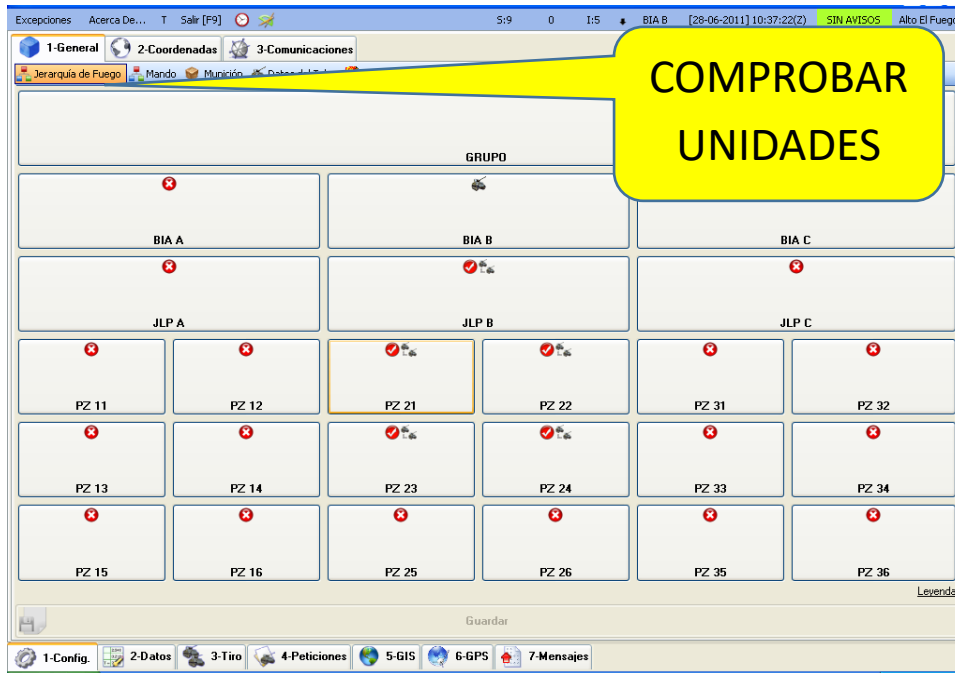 Excepciones Acerca De... T Salir [F9] S:9 0 I:5 BIA B [28-06-2011] 10:37:22(Z) SIN AVISOS Alto El Fuego
1-General 2-Coordenadas 3-Comunicaciones
Jerarquía de Fuego Mando Munición Datos del
COMPROBAR
UNIDADES
GRUPO
BIA A BIA B BIA C
JLP A JLP B JLP C
PZ 11 PZ 12 PZ 21 PZ 22 PZ 31 PZ 32
PZ 13 PZ 14 PZ 23 PZ 24 PZ 33 PZ 34
PZ 15 PZ 16 PZ 25 PZ 26 PZ 35 PZ 36
Leyenda
Guardar
1-Config. 2-Datos 3-Tiro 4-Peticiones 5-GIS 6-GPS 7-Mensajes